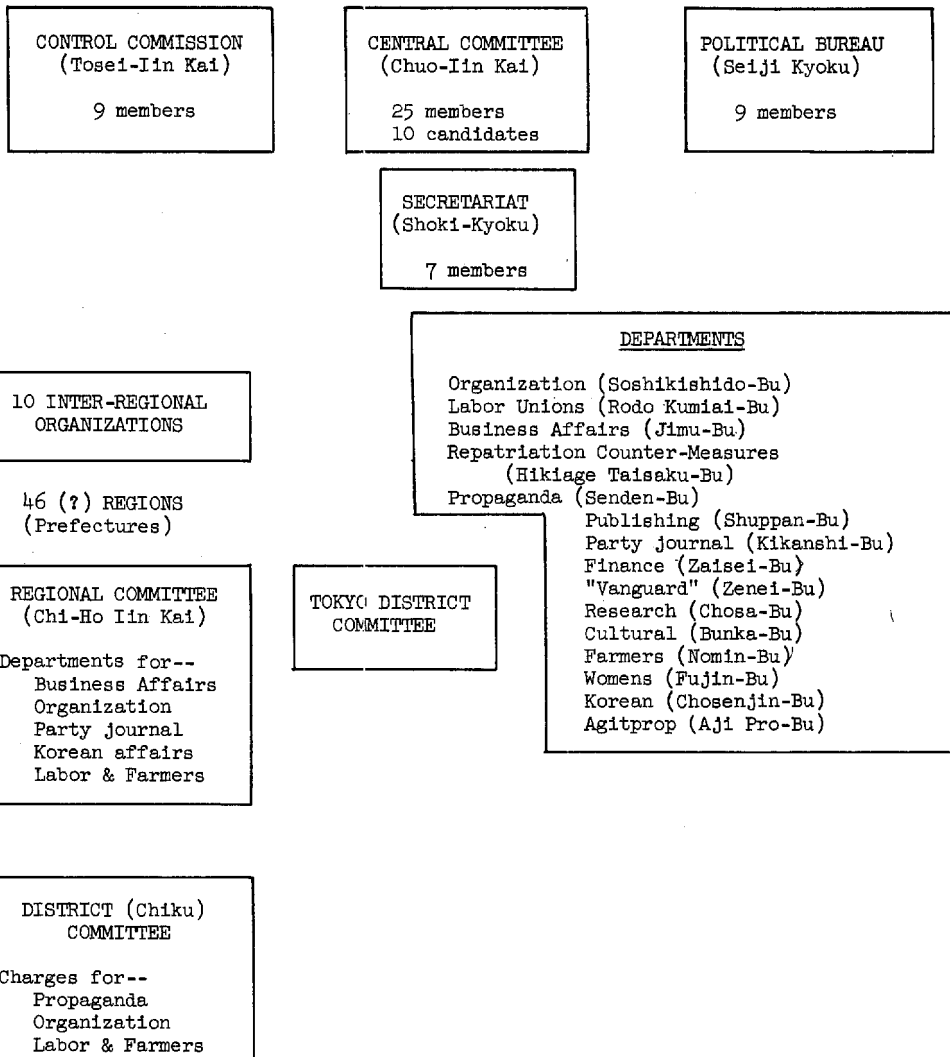 CONTROL COMMISSION
(Tosei-Iin Kai)
9 members
CENTRAL COMMITTEE
(Chuo-Iin Kai)
25 members
10 candidates
POLITICAL BUREAU
(Seiji Kyoku)
9 members
SECRETARIAT
(Shoki-Kyoku)
7 members
DEPARTMENTS
Organization (Soshikishido-Bu)
Labor Unions (Rodo Kumiai-Bu)
Business Affairs (Jimu-Bu)
Repatriation Counter-Measures
(Hikiage Taisaku-Bu)
Propaganda (Senden-Bu)
Publishing (Shuppan-Bu)
Party journal (Kikanshi-Bu)
Finance (Zaisei-Bu)
"Vanguard" (Zenei-Bu)
Research (Chosa-Bu)
Cultural (Bunka-Bu)
Farmers (Nomin-Bu)
Womens (Fujin-Bu)
Korean (Chosenjin-Bu)
Agitprop (Aji Pro-Bu)
10 INTER-REGIONAL
ORGANIZATIONS
46 (?) REGIONS
(Prefectures)
REGIONAL COMMITTEE
(Chi-Ho Iin Kai)
Departments for--
Business Affairs
Organization
Party journal
Korean affairs
Labor & Farmers
TOKYO DISTRICT
COMMITTEE
DISTRICT (Chiku)
COMMITTEE
Charges for--
Propaganda
Organization
Labor & Farmers